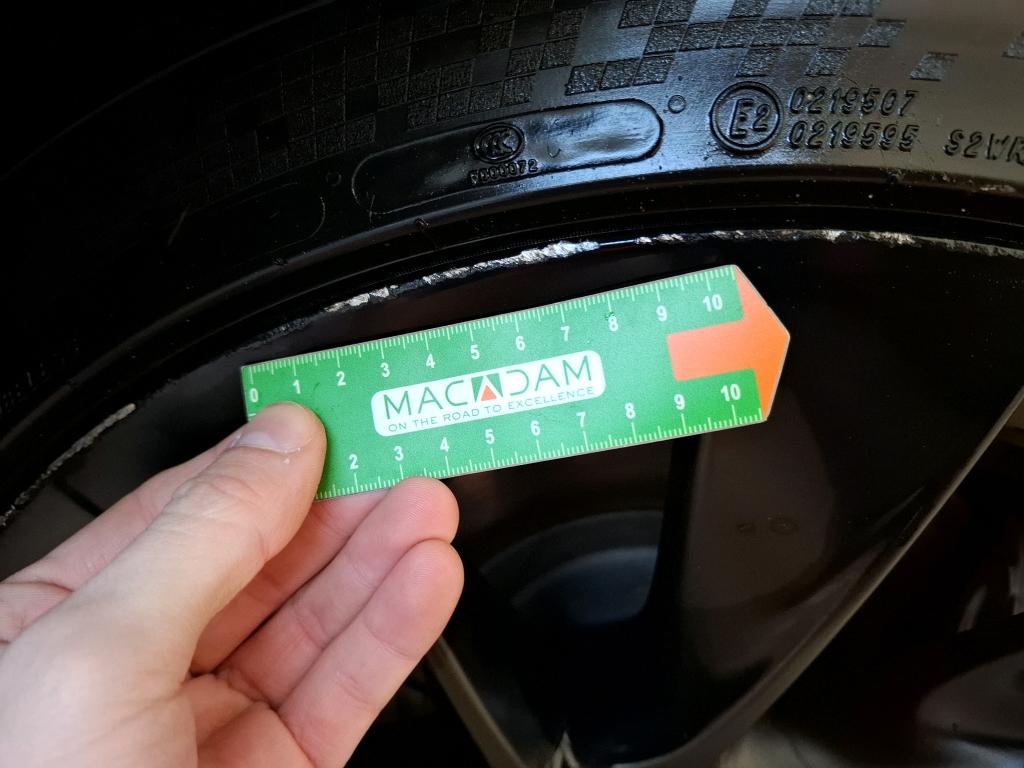 E2 0219507
0219595 S2WR
0 1 2 3 4 5 6 7 8 9 10
MACADAM
ON THE ROAD TO EXCELLENCE
2 3 4 5 6 7 8 9 10